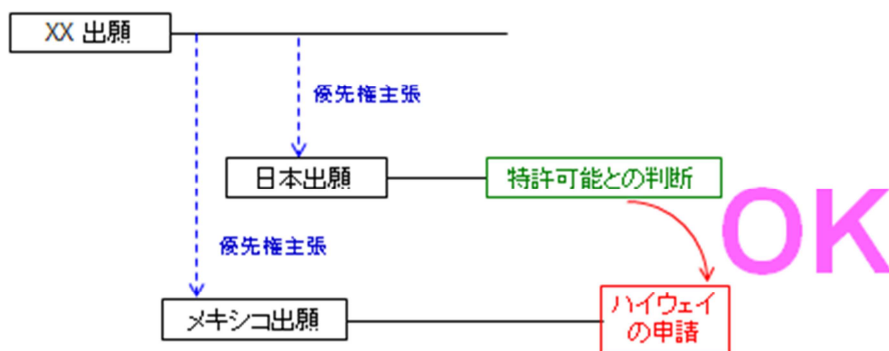 XX 出願
優先権主張
日本出願
特許可能との判断
OK
優先権主張
メキシコ出願
ハイウェイ
の申請